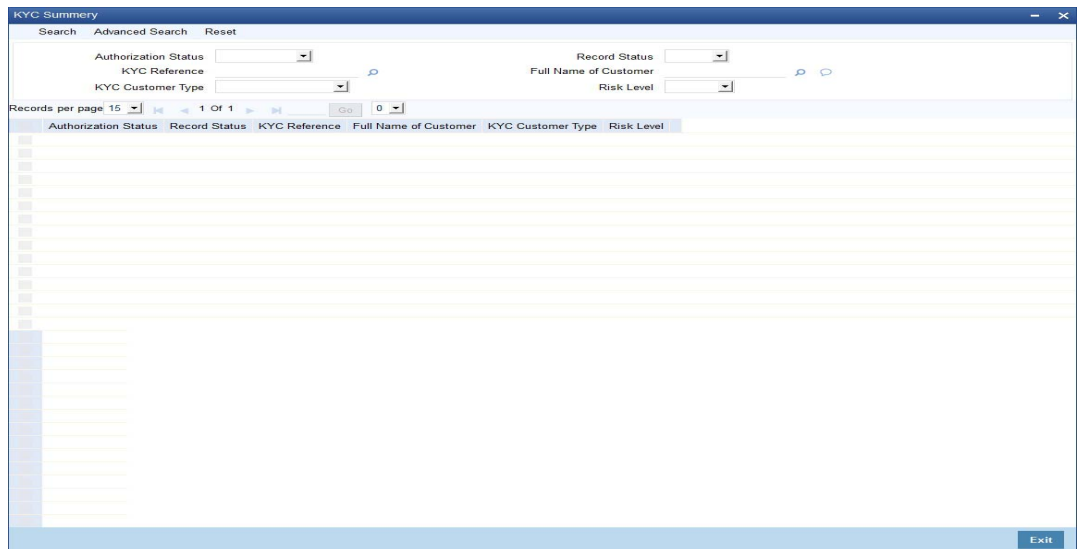 KYC Summery
Search Advanced Search Reset
Authorization Status Record Status
KYC Reference Full Name of Customer
KYC Customer Type Risk Level
Records per page 15 1 Of 1 Go 0
Authorization Status Record Status KYC Reference Full Name of Customer KYC Customer Type Risk Level
Exit